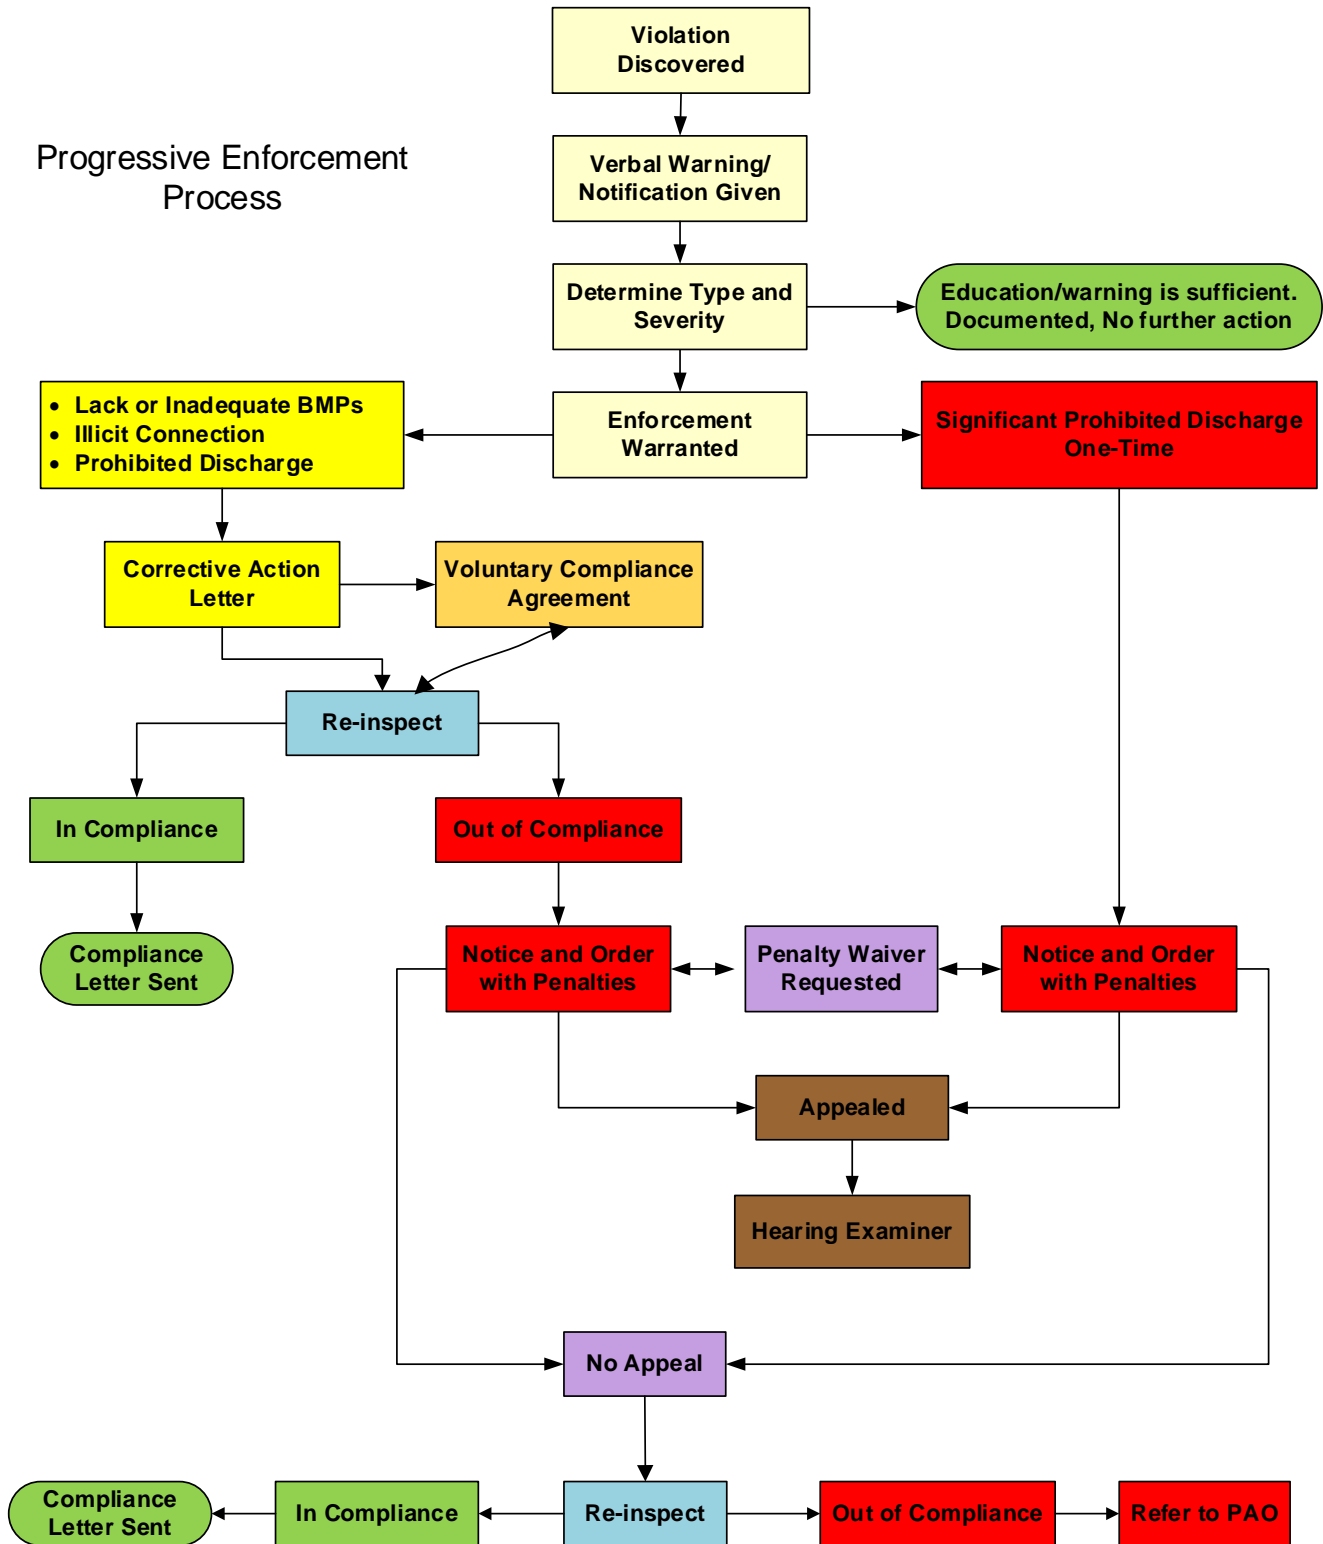 Violation
Discovered
Progressive Enforcement
Process
Verbal Warning/
Notification Given
Determine Type and
Severity
Education/warning is sufficient.
Documented, No further action
• Lack or Inadequate BMPs
• Illicit Connection
• Prohibited Discharge
Enforcement
Warranted
Significant Prohibited Discharge
One-Time
Corrective Action
Letter
Voluntary Compliance
Agreement
Re-inspect
In Compliance
Out of Compliance
Compliance
Letter Sent
Notice and Order
with Penalties
Penalty Waiver
Requested
Notice and Order
with Penalties
Appealed
Hearing Examiner
No Appeal
Compliance
Letter Sent
In Compliance
Re-inspect
Out of Compliance
Refer to PAO